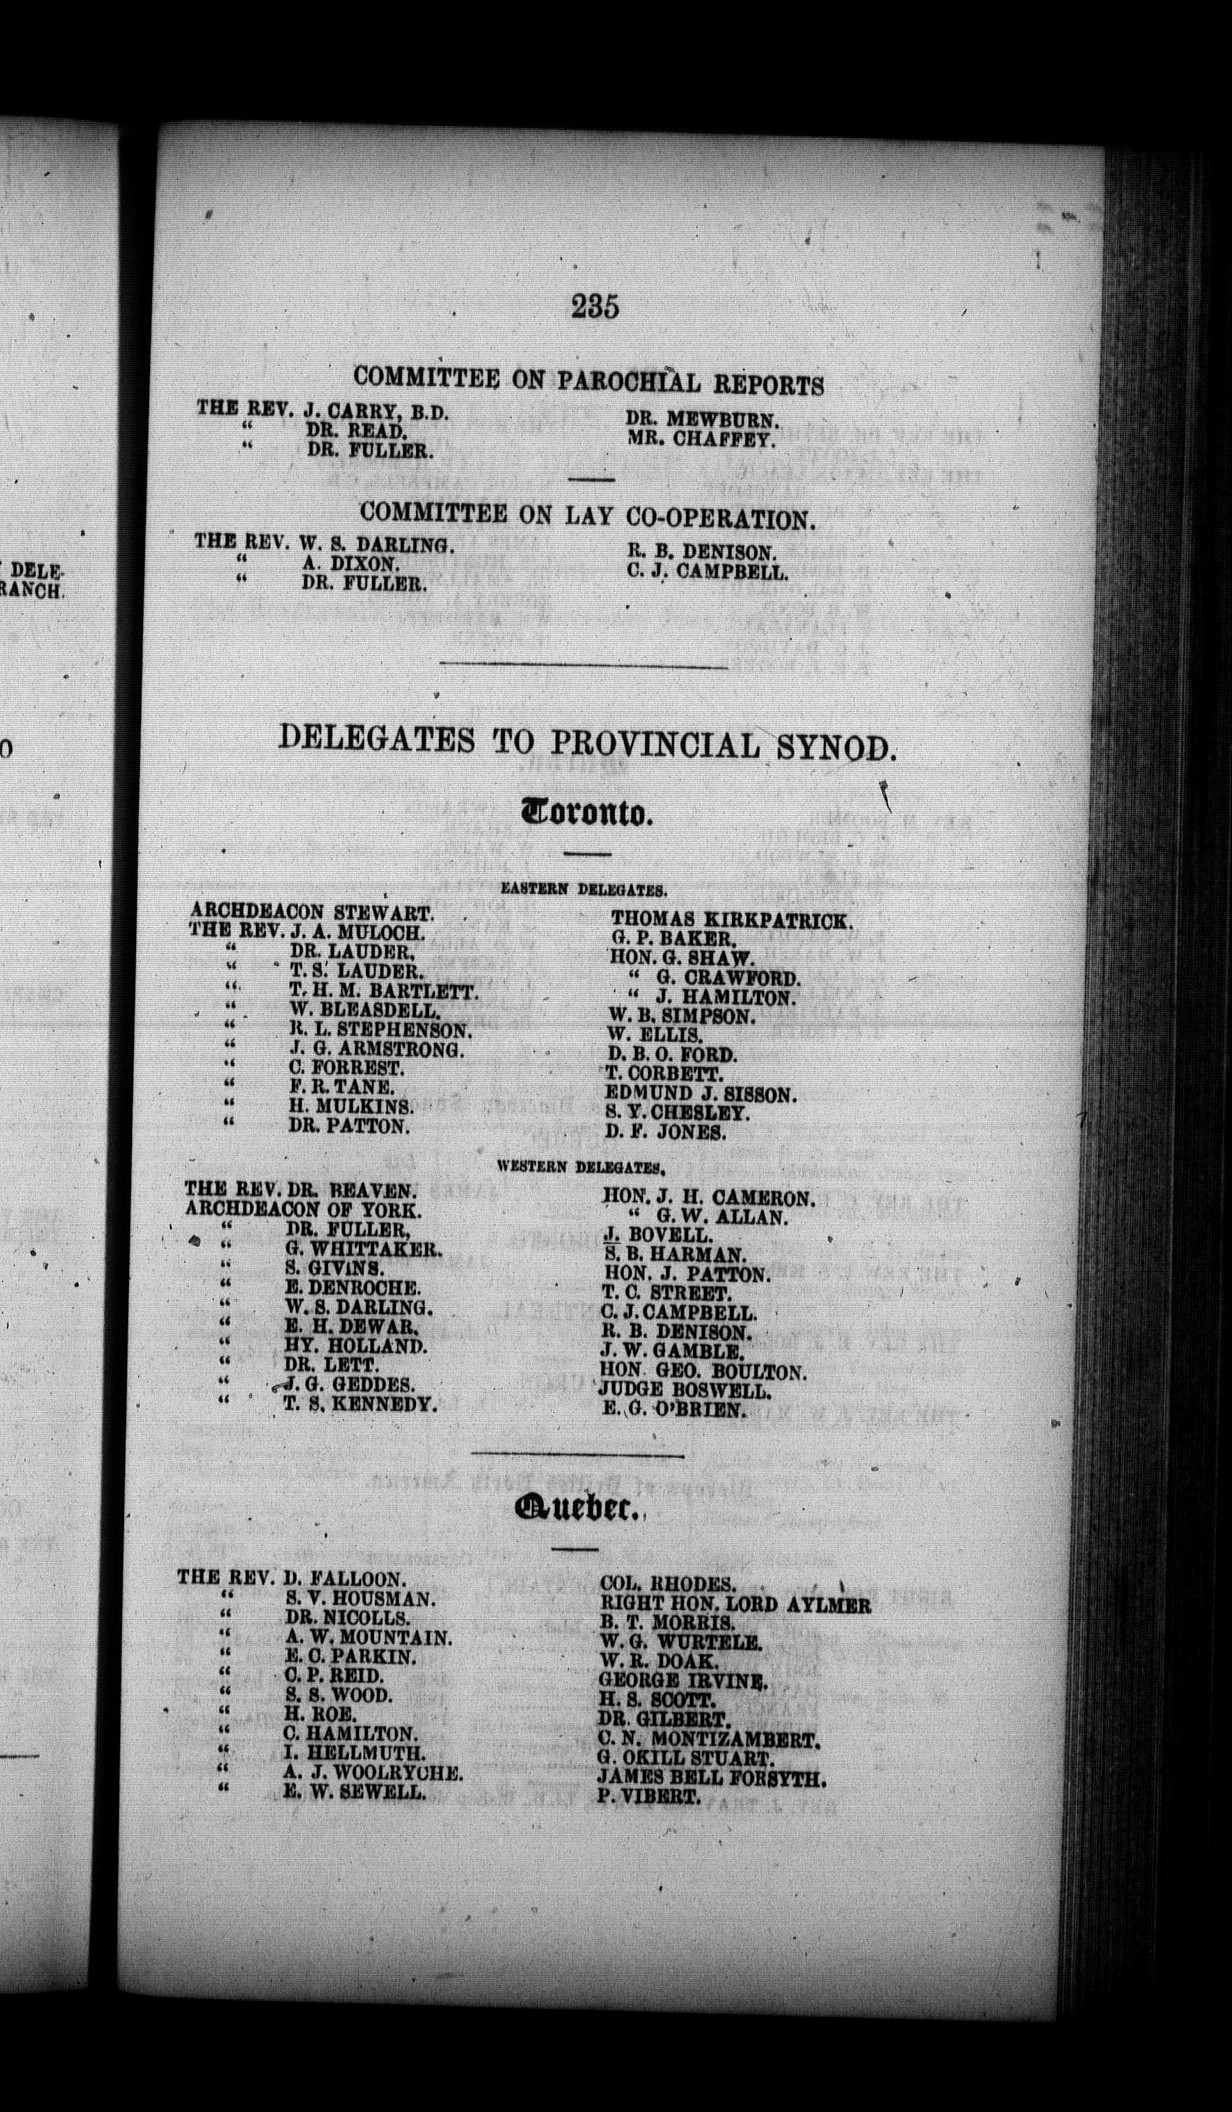 235
COMMITTEE ON PAROCHIAL REPORTS
THE REV. J. CARRY, B.D. DR. MEWBURN.
“ DR. READ. MR. CHAFFEY.
“ DR. FULLER.
COMMITTEE ON LAY CO-OPERATION.
THE REV. W. S. DARLING. R. B. DENISON.
“ A. DIXON. C. J. CAMPBELL.
“ DR. FULLER.
DELE-
RANCH.
DELEGATES TO PROVINCIAL SYNOD.
Toronto.
EASTERN DELEGATES.
ARCHDEACON STEWART. THOMAS KIRKPATRICK.
THE REV. J. A. MULOCH. G. P. BAKER.
“ DR. LAUDER, HON. G. SHAW.
“ T. S. LAUDER. “ G. CRAWFORD.
“ T. H. M. BARTLETT. “ J. HAMILTON.
“ W. BLEASDELL. W. B. SIMPSON.
“ R. L. STEPHENSON. W. ELLIS.
“ J. G. ARMSTRONG. D. B. O. FORD.
“ C. FORREST. T. CORBETT.
“ F. R. TANE. EDMUND J. SISSON.
“ H. MULKINS. S. Y. CHESLEY.
“ DR. PATTON. D. F. JONES.
WESTERN DELEGATES,
THE REV. DR. BEAVEN. HON. J. H. CAMERON.
ARCHDEACON OF YORK. “ G. W. ALLAN.
“ DR. FULLER, J. BOVELL.
“ G. WHITTAKER. S. B. HARMAN.
“ S. GIVINS. HON. J. PATTON.
“ E. DENROCHE. T. C. STREET.
“ W. S. DARLING. C. J. CAMPBELL.
“ E. H. DEWAR. R. B. DENISON.
“ HY. HOLLAND. J. W. GAMBLE.
“ DR. LETT. HON. GEO. BOULTON.
“ J. G. GEDDES. JUDGE BOSWELL.
“ T. S. KENNEDY. E. G. O'BRIEN.
Quebec.
THE REV. D. FALLOON. COL. RHODES.
“ S. V. HOUSMAN. RIGHT HON. LORD AYLMER
“ DR. NICOLLS. B. T. MORRIS.
“ A. W. MOUNTAIN. W. G. WURTELE.
“ E. C. PARKIN. W. R. DOAK.
“ C. P. REID. GEORGE IRVINE.
“ S. S. WOOD. H. S. SCOTT.
“ H. ROE. DR. GILBERT.
“ C. HAMILTON. C. N. MONTIZAMBERT.
“ I. HELLMUTH. G. OKILL STUART.
“ A. J. WOOLRYCHE. JAMES BELL FORSYTH.
“ E. W. SEWELL. P. VIBERT.